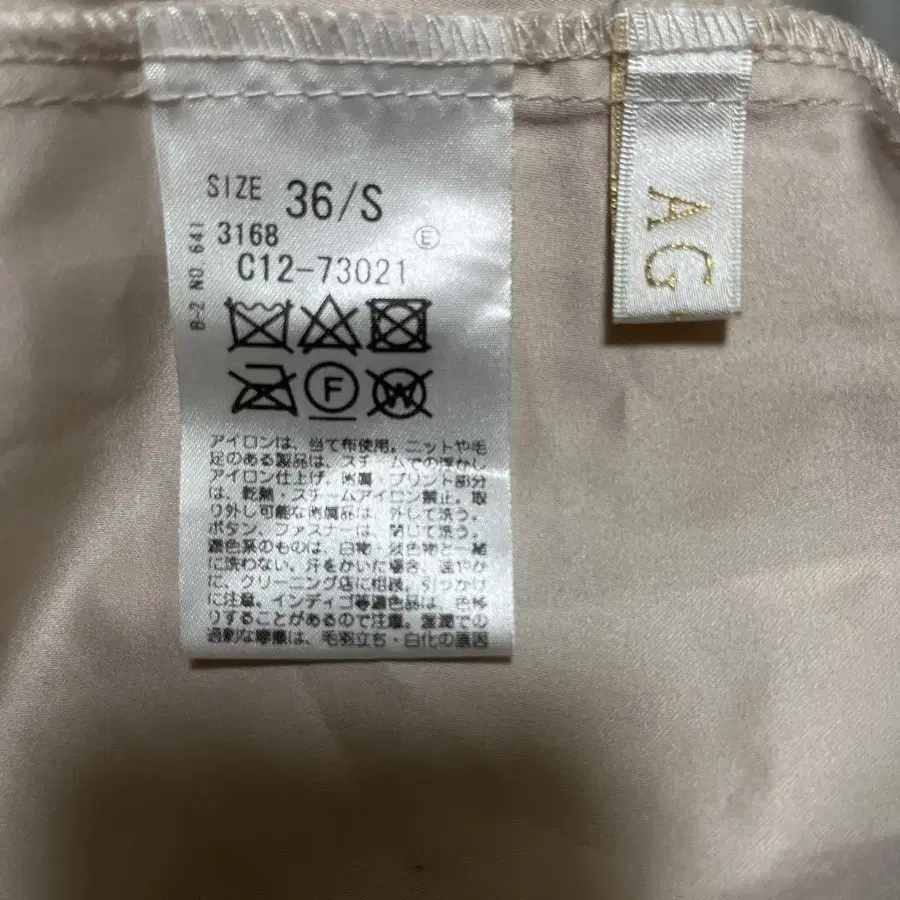 SIZE 36/S
3168 Ⓔ
C12-73021
B-2 NO 641
F
W
アイロンは、当て布使用。ニットや毛
足のある製品は、スチームでの浮かし
アイロン仕上げ。附属・プリント部分
は、乾熱・スチームアイロン禁止。取
り外し可能な附属品は、外して洗う。
ボタン、ファスナーは、閉じて洗う。
濃色系のものは、白物・淡色物と一緒
に洗わない。汗をかいた場合、速やか
に、クリーニング店に相談。引っかけ
に注意。インディゴ等濃色品は、色移
りすることがあるので注意。湿潤での
過剰な摩擦は、毛羽立ち・白化の原因
AG